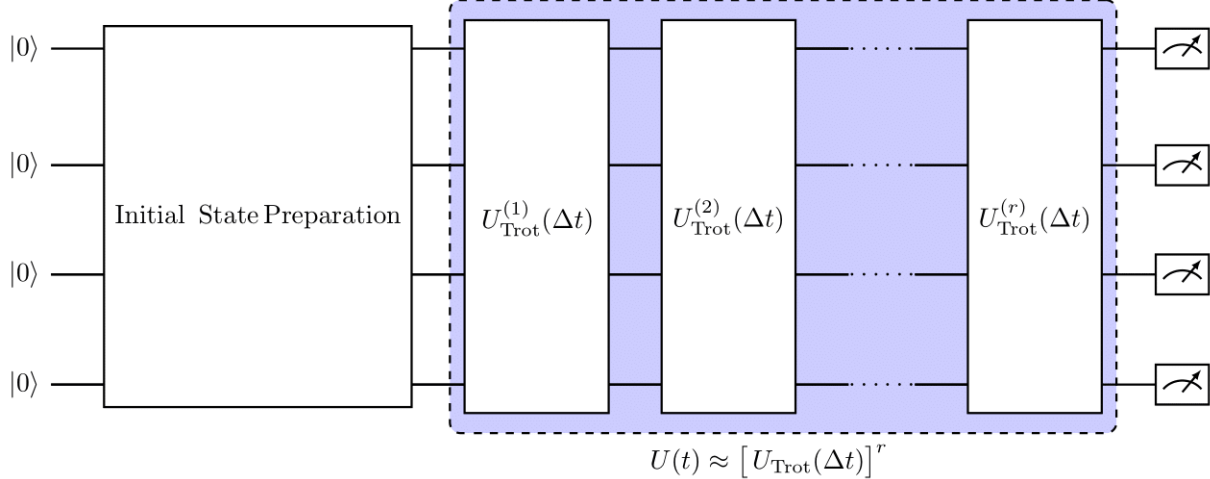 |0⟩
|0⟩
Initial State Preparation U_Trot^(1)(Δt) U_Trot^(2)(Δt) U_Trot^(r)(Δt)
|0⟩
|0⟩
U(t) ≈ [U_Trot(Δt)]^r